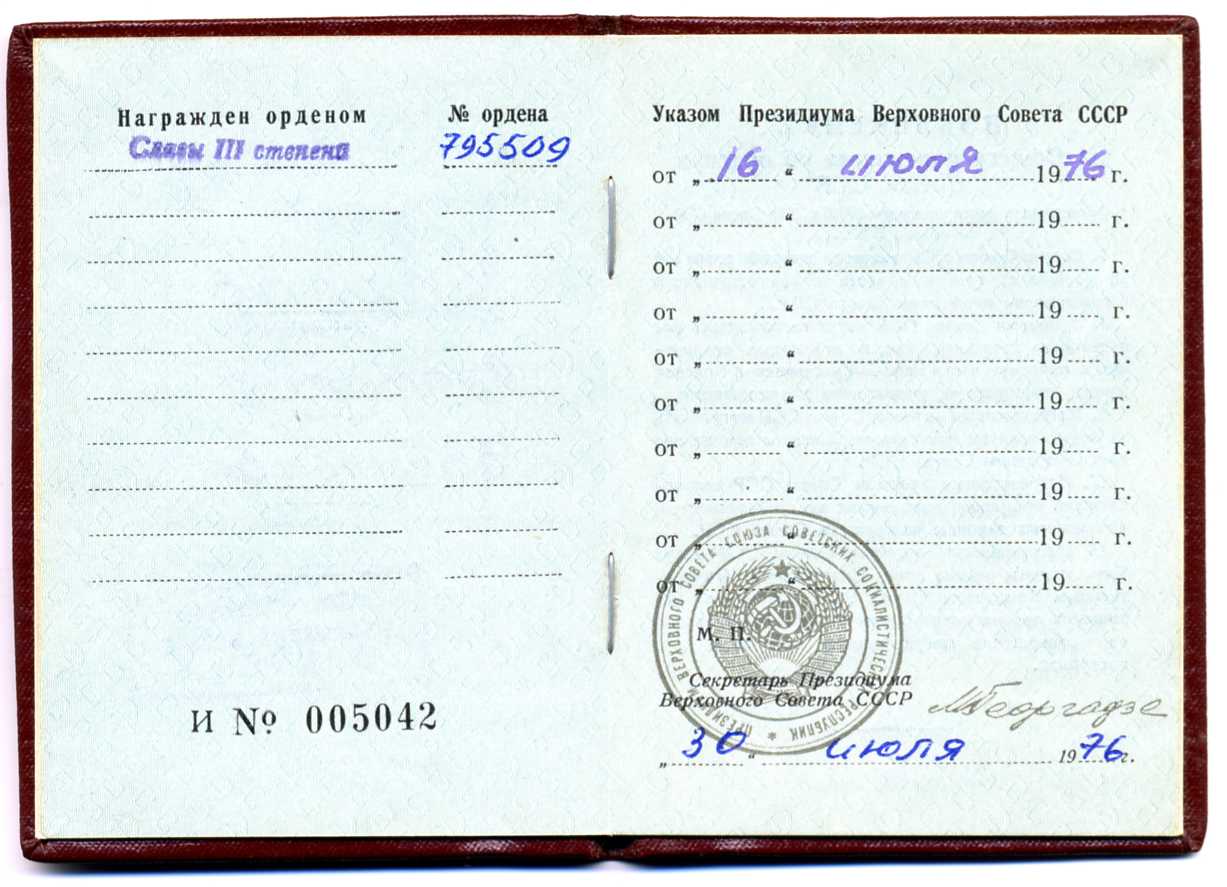 Награжден орденом № ордена
Славы III степени 795509
И № 005042
Указом Президиума Верховного Совета СССР
от „ 16 “ июля 1976 г.
от „ “ 19 г.
от „ “ 19 г.
от „ “ 19 г.
от „ “ 19 г.
от „ “ 19 г.
от „ “ 19 г.
от „ “ 19 г.
от „ “ 19 г.
от „ “ 19 г.
ПРЕЗИДИУМ ВЕРХОВНОГО СОВЕТА СОЮЗА СОВЕТСКИХ СОЦИАЛИСТИЧЕСКИХ РЕСПУБЛИК *
М. П.
Секретарь Президиума
Верховного Совета СССР МГеоргадзе
„ 30 “ июля 1976 г.